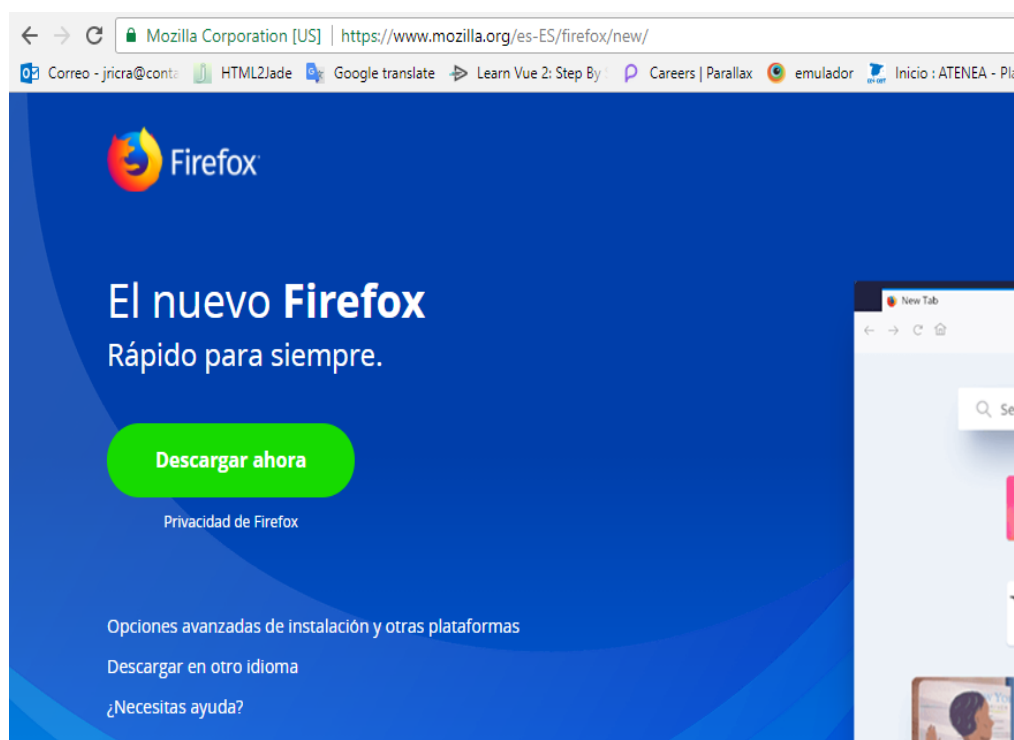 Mozilla Corporation [US] | https://www.mozilla.org/es-ES/firefox/new/
Correo - jricra@conta HTML2Jade Google translate Learn Vue 2: Step By Careers | Parallax emulador Inicio : ATENEA - Pla
Firefox
El nuevo Firefox
Rápido para siempre.
Descargar ahora
Privacidad de Firefox
Opciones avanzadas de instalación y otras plataformas
Descargar en otro idioma
¿Necesitas ayuda?
New Tab
Se